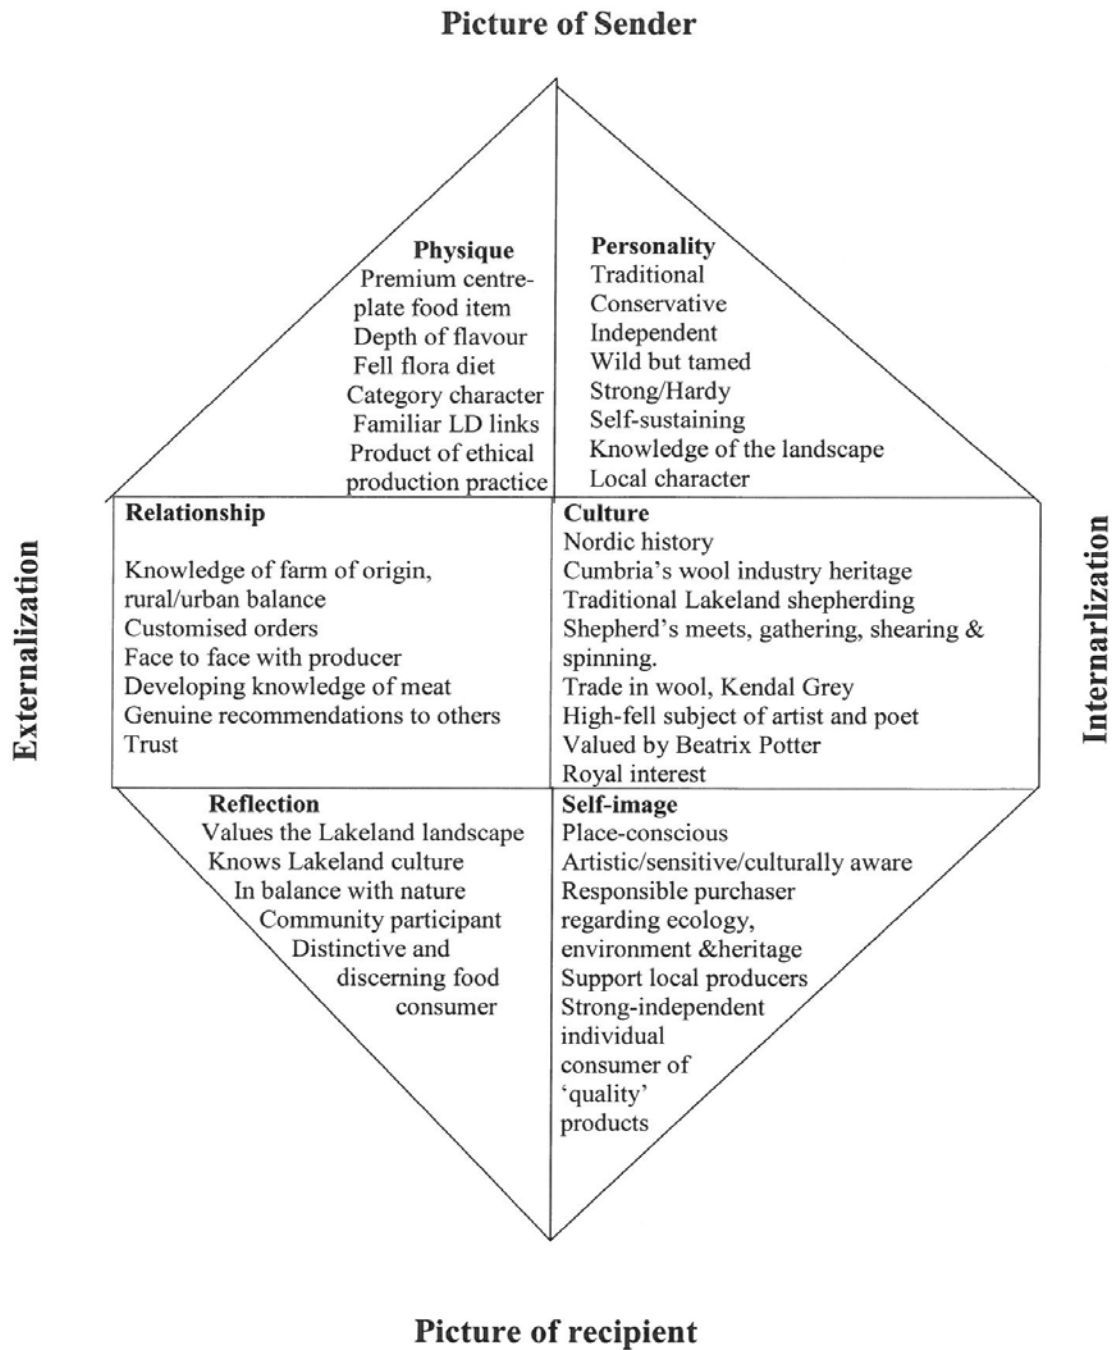 Picture of Sender
Physique
Premium centre-
plate food item
Depth of flavour
Fell flora diet
Category character
Familiar LD links
Product of ethical
production practice
Personality
Traditional
Conservative
Independent
Wild but tamed
Strong/Hardy
Self-sustaining
Knowledge of the landscape
Local character
Externalization
Relationship
Knowledge of farm of origin,
rural/urban balance
Customised orders
Face to face with producer
Developing knowledge of meat
Genuine recommendations to others
Trust
Culture
Nordic history
Cumbria's wool industry heritage
Traditional Lakeland shepherding
Shepherd's meets, gathering, shearing &
spinning.
Trade in wool, Kendal Grey
High-fell subject of artist and poet
Valued by Beatrix Potter
Royal interest
Internarlization
Reflection
Values the Lakeland landscape
Knows Lakeland culture
In balance with nature
Community participant
Distinctive and
discerning food
consumer
Self-image
Place-conscious
Artistic/sensitive/culturally aware
Responsible purchaser
regarding ecology,
environment &heritage
Support local producers
Strong-independent
individual
consumer of
‘quality’
products
Picture of recipient